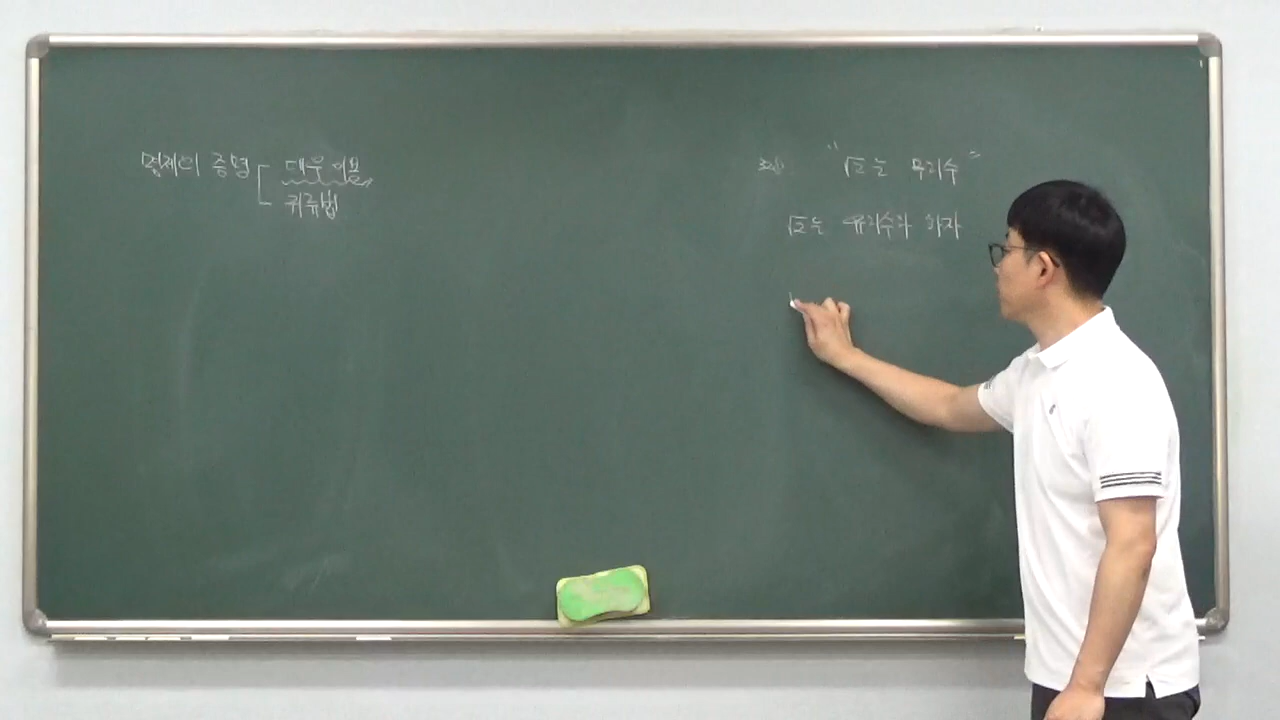 명제의 증명 [ 대우 이용
귀류법
" √2는 무리수 "
√2는 유리수라 하자